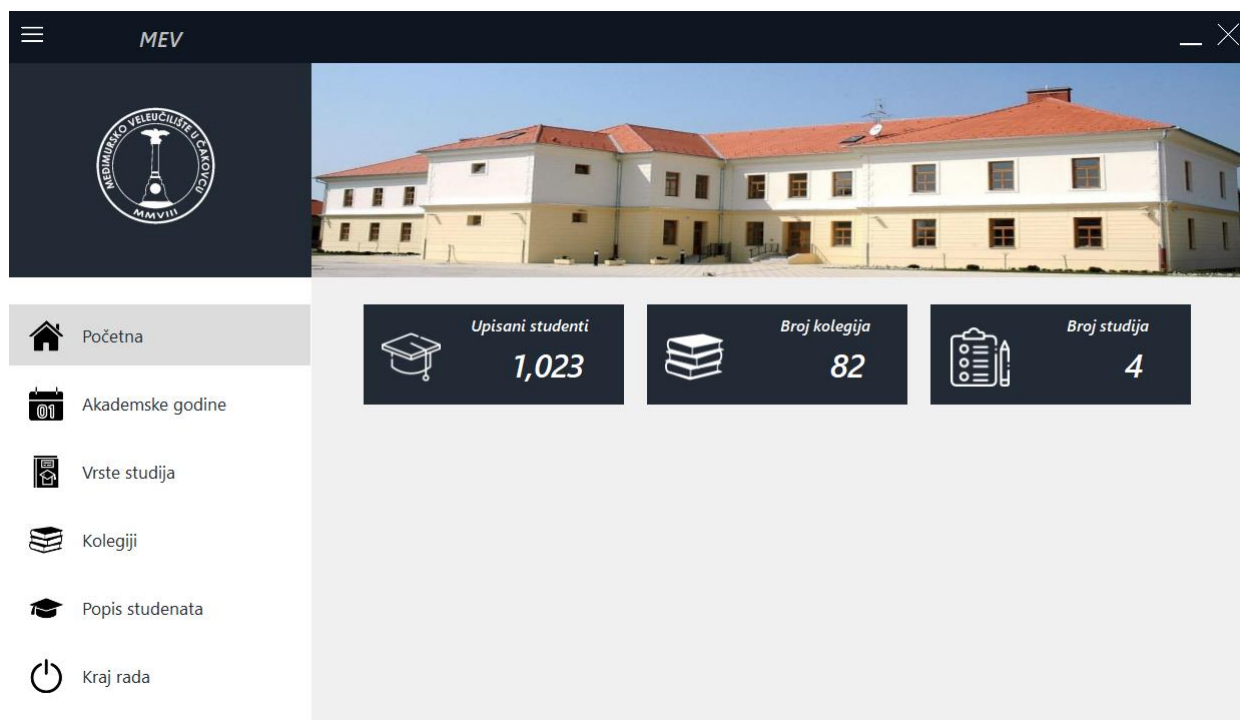 MEV
MEĐIMURSKO VELEUČILIŠTE U ČAKOVCU
MMVIII
Početna
01
Akademske godine
Vrste studija
Kolegiji
Popis studenata
Kraj rada
Upisani studenti
1,023
Broj kolegija
82
Broj studija
4